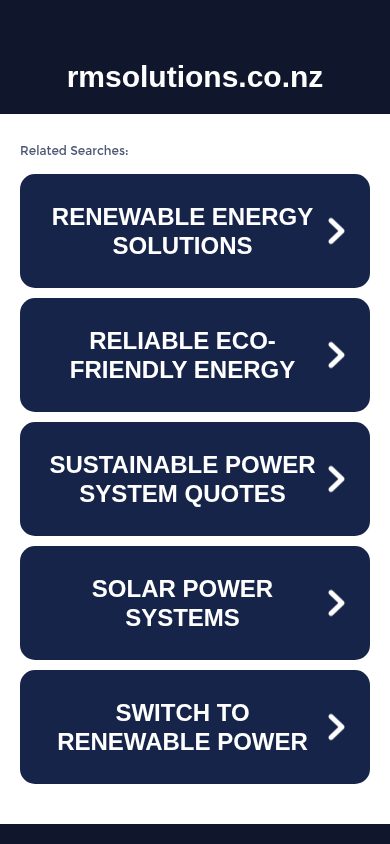 rmsolutions.co.nz
Related Searches:
RENEWABLE ENERGY
SOLUTIONS
RELIABLE ECO-
FRIENDLY ENERGY
SUSTAINABLE POWER
SYSTEM QUOTES
SOLAR POWER
SYSTEMS
SWITCH TO
RENEWABLE POWER